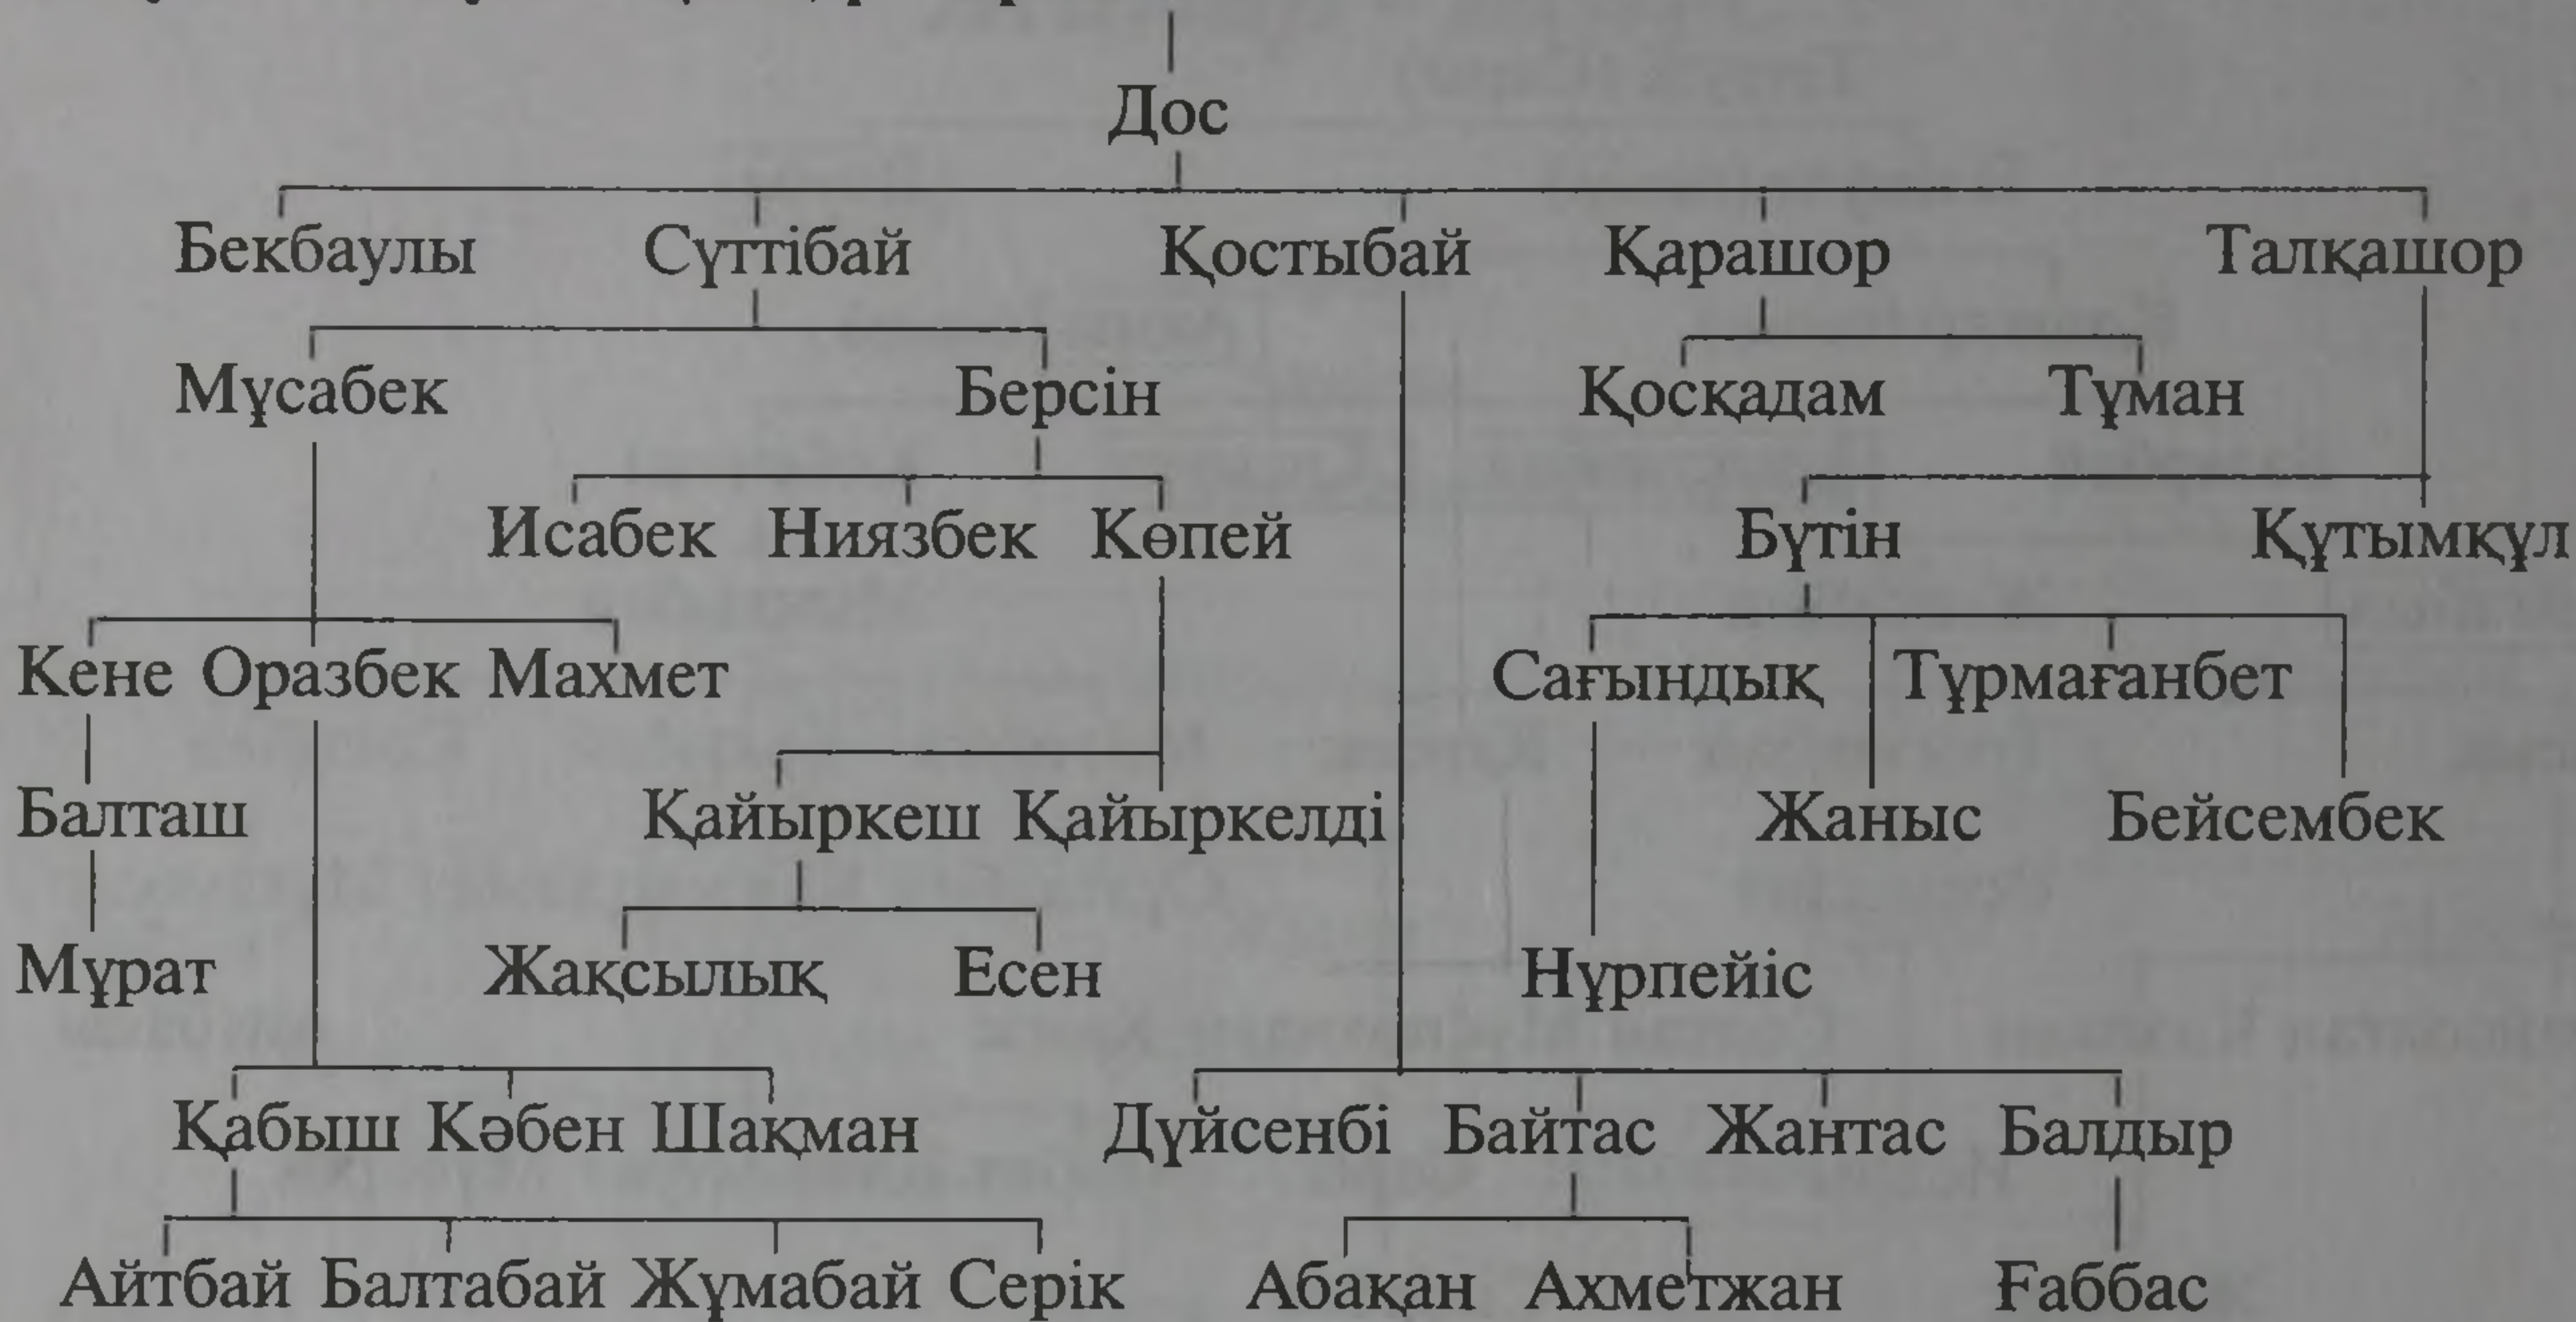 Дос
Бекбаулы Сүттібай Қостыбай Қарашор Талқашор
Мұсабек Берсін Қосқадам Тұман
Исабек Ниязбек Көпей Бүтін Құтымқұл
Кене Оразбек Махмет Сағындық Тұрмағанбет
Балташ Қайыркеш Қайыркелді Жаныс Бейсембек
Мұрат Жақсылық Есен Нұрпейіс
Қабыш Кәбен Шақман Дүйсенбі Байтас Жантас Балдыр
Айтбай Балтабай Жұмабай Серік Абақан Ахметжан Ғаббас